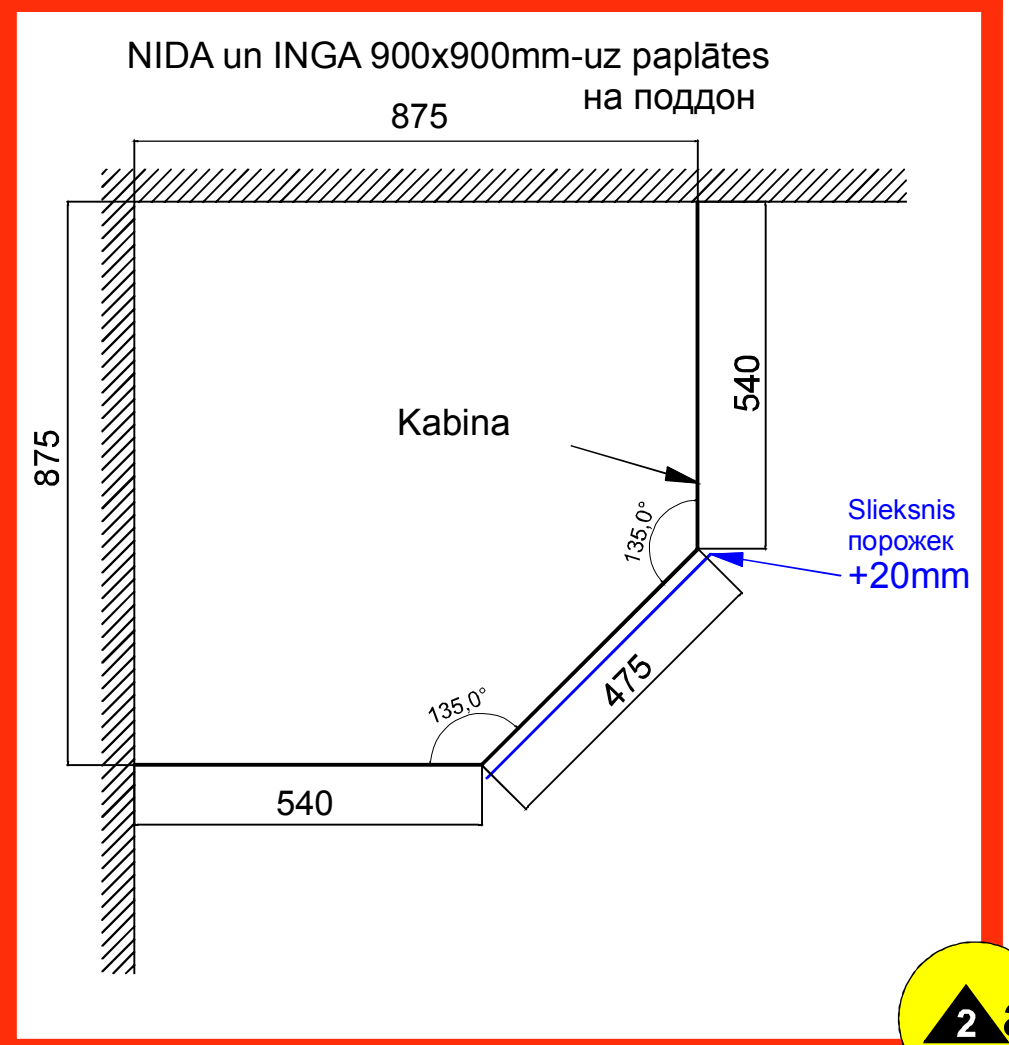 NIDA un INGA 900x900mm-uz paplātes
на поддон
875
875
540
Kabina
135,0°
Slieksnis
порожек
+20mm
475
135,0°
540
2